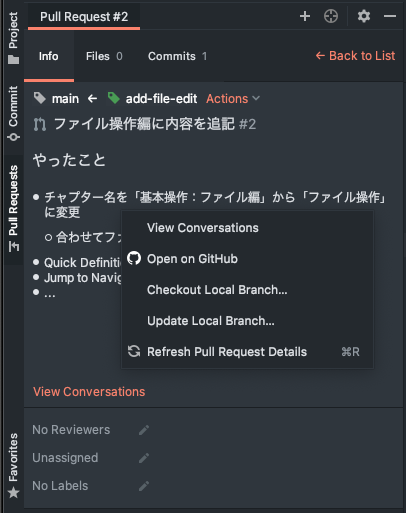 Pull Request #2
Info Files 0 Commits 1 ← Back to List
main ← add-file-edit Actions
ファイル操作編に内容を追記 #2
やったこと
• チャプター名を「基本操作：ファイル編」から「ファイル操作」
に変更
○ 合わせてファ
• Quick Definiti
• Jump to Navig
• ...
View Conversations
Open on GitHub
Checkout Local Branch...
Update Local Branch...
Refresh Pull Request Details ⌘R
View Conversations
No Reviewers
Unassigned
No Labels
Project
Commit
Pull Requests
Favorites